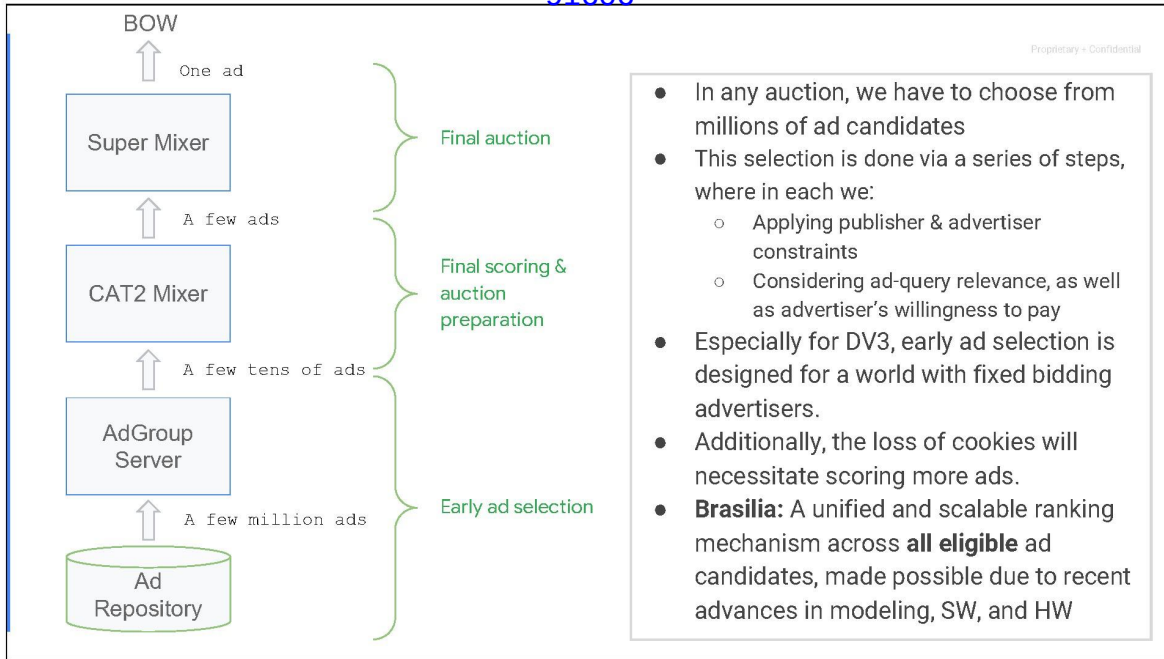 BOW
One ad
Super Mixer
Final auction
A few ads
CAT2 Mixer
Final scoring &
auction
preparation
A few tens of ads
AdGroup
Server
A few million ads
Early ad selection
Ad
Repository
Proprietary + Confidential
● In any auction, we have to choose from
millions of ad candidates
● This selection is done via a series of steps,
where in each we:
○ Applying publisher & advertiser
constraints
○ Considering ad-query relevance, as well
as advertiser’s willingness to pay
● Especially for DV3, early ad selection is
designed for a world with fixed bidding
advertisers.
● Additionally, the loss of cookies will
necessitate scoring more ads.
● Brasilia: A unified and scalable ranking
mechanism across all eligible ad
candidates, made possible due to recent
advances in modeling, SW, and HW